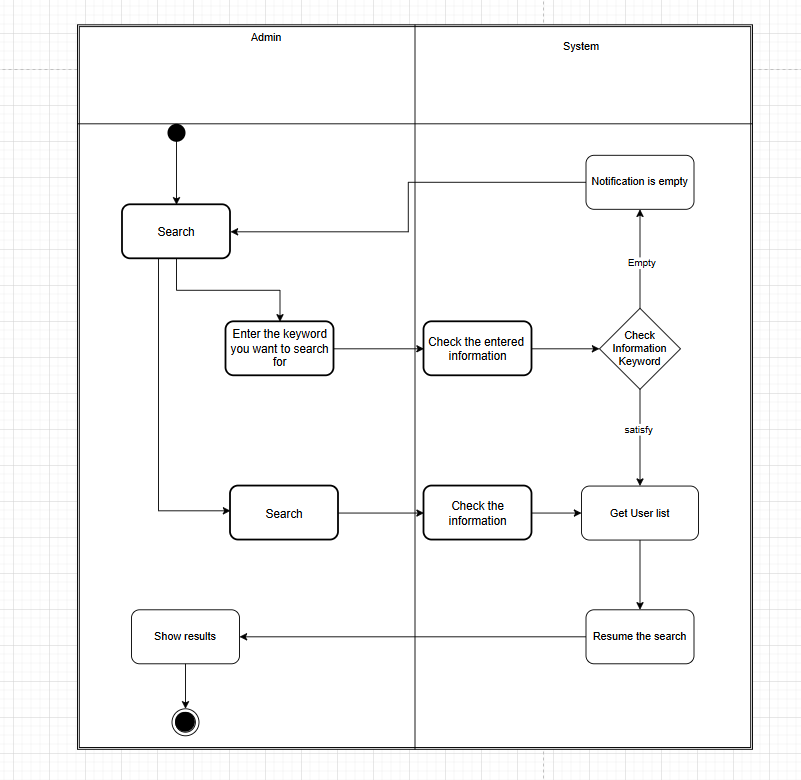 Admin
System
Notification is empty
Search
Empty
Enter the keyword
you want to search
for
Check the entered
information
Check
Information
Keyword
satisfy
Search
Check the
information
Get User list
Show results
Resume the search